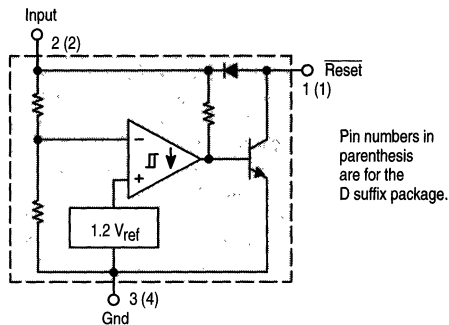 Input
2 (2)
Reset
1 (1)
Pin numbers in
parenthesis
are for the
D suffix package.
−
+
1.2 Vref
3 (4)
Gnd